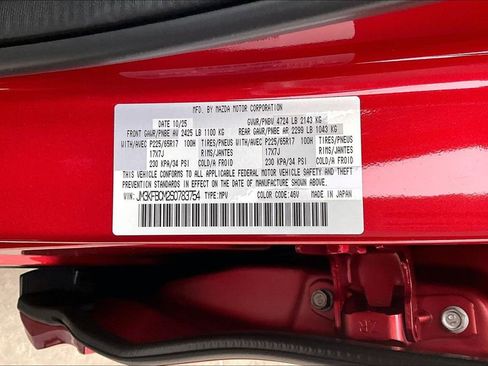 MFD. BY MAZDA MOTOR CORPORATION
DATE 10/25 GVWR/PNBV 4724 LB 2143 KG
FRONT GAWR/PNBE AV 2425 LB 1100 KG REAR GAWR/PNBE AR 2299 LB 1043 KG
WITH/AVEC P225/65R17 100H TIRES/PNEUS WITH/AVEC P225/65R17 100H TIRES/PNEUS
17X7J RIMS/JANTES 17X7J RIMS/JANTES
230 KPA/34 PSI COLD/A FROID 230 KPA/34 PSI COLD/A FROID
THIS VEHICLE CONFORMS TO ALL APPLICABLE FEDERAL MOTOR VEHICLE SAFETY
STANDARDS IN EFFECT ON THE DATE OF MANUFACTURE SHOWN ABOVE.
VIN: JM3KFBCM2S0783754 TYPE: MPV COLOR CODE: 46V MADE IN JAPAN